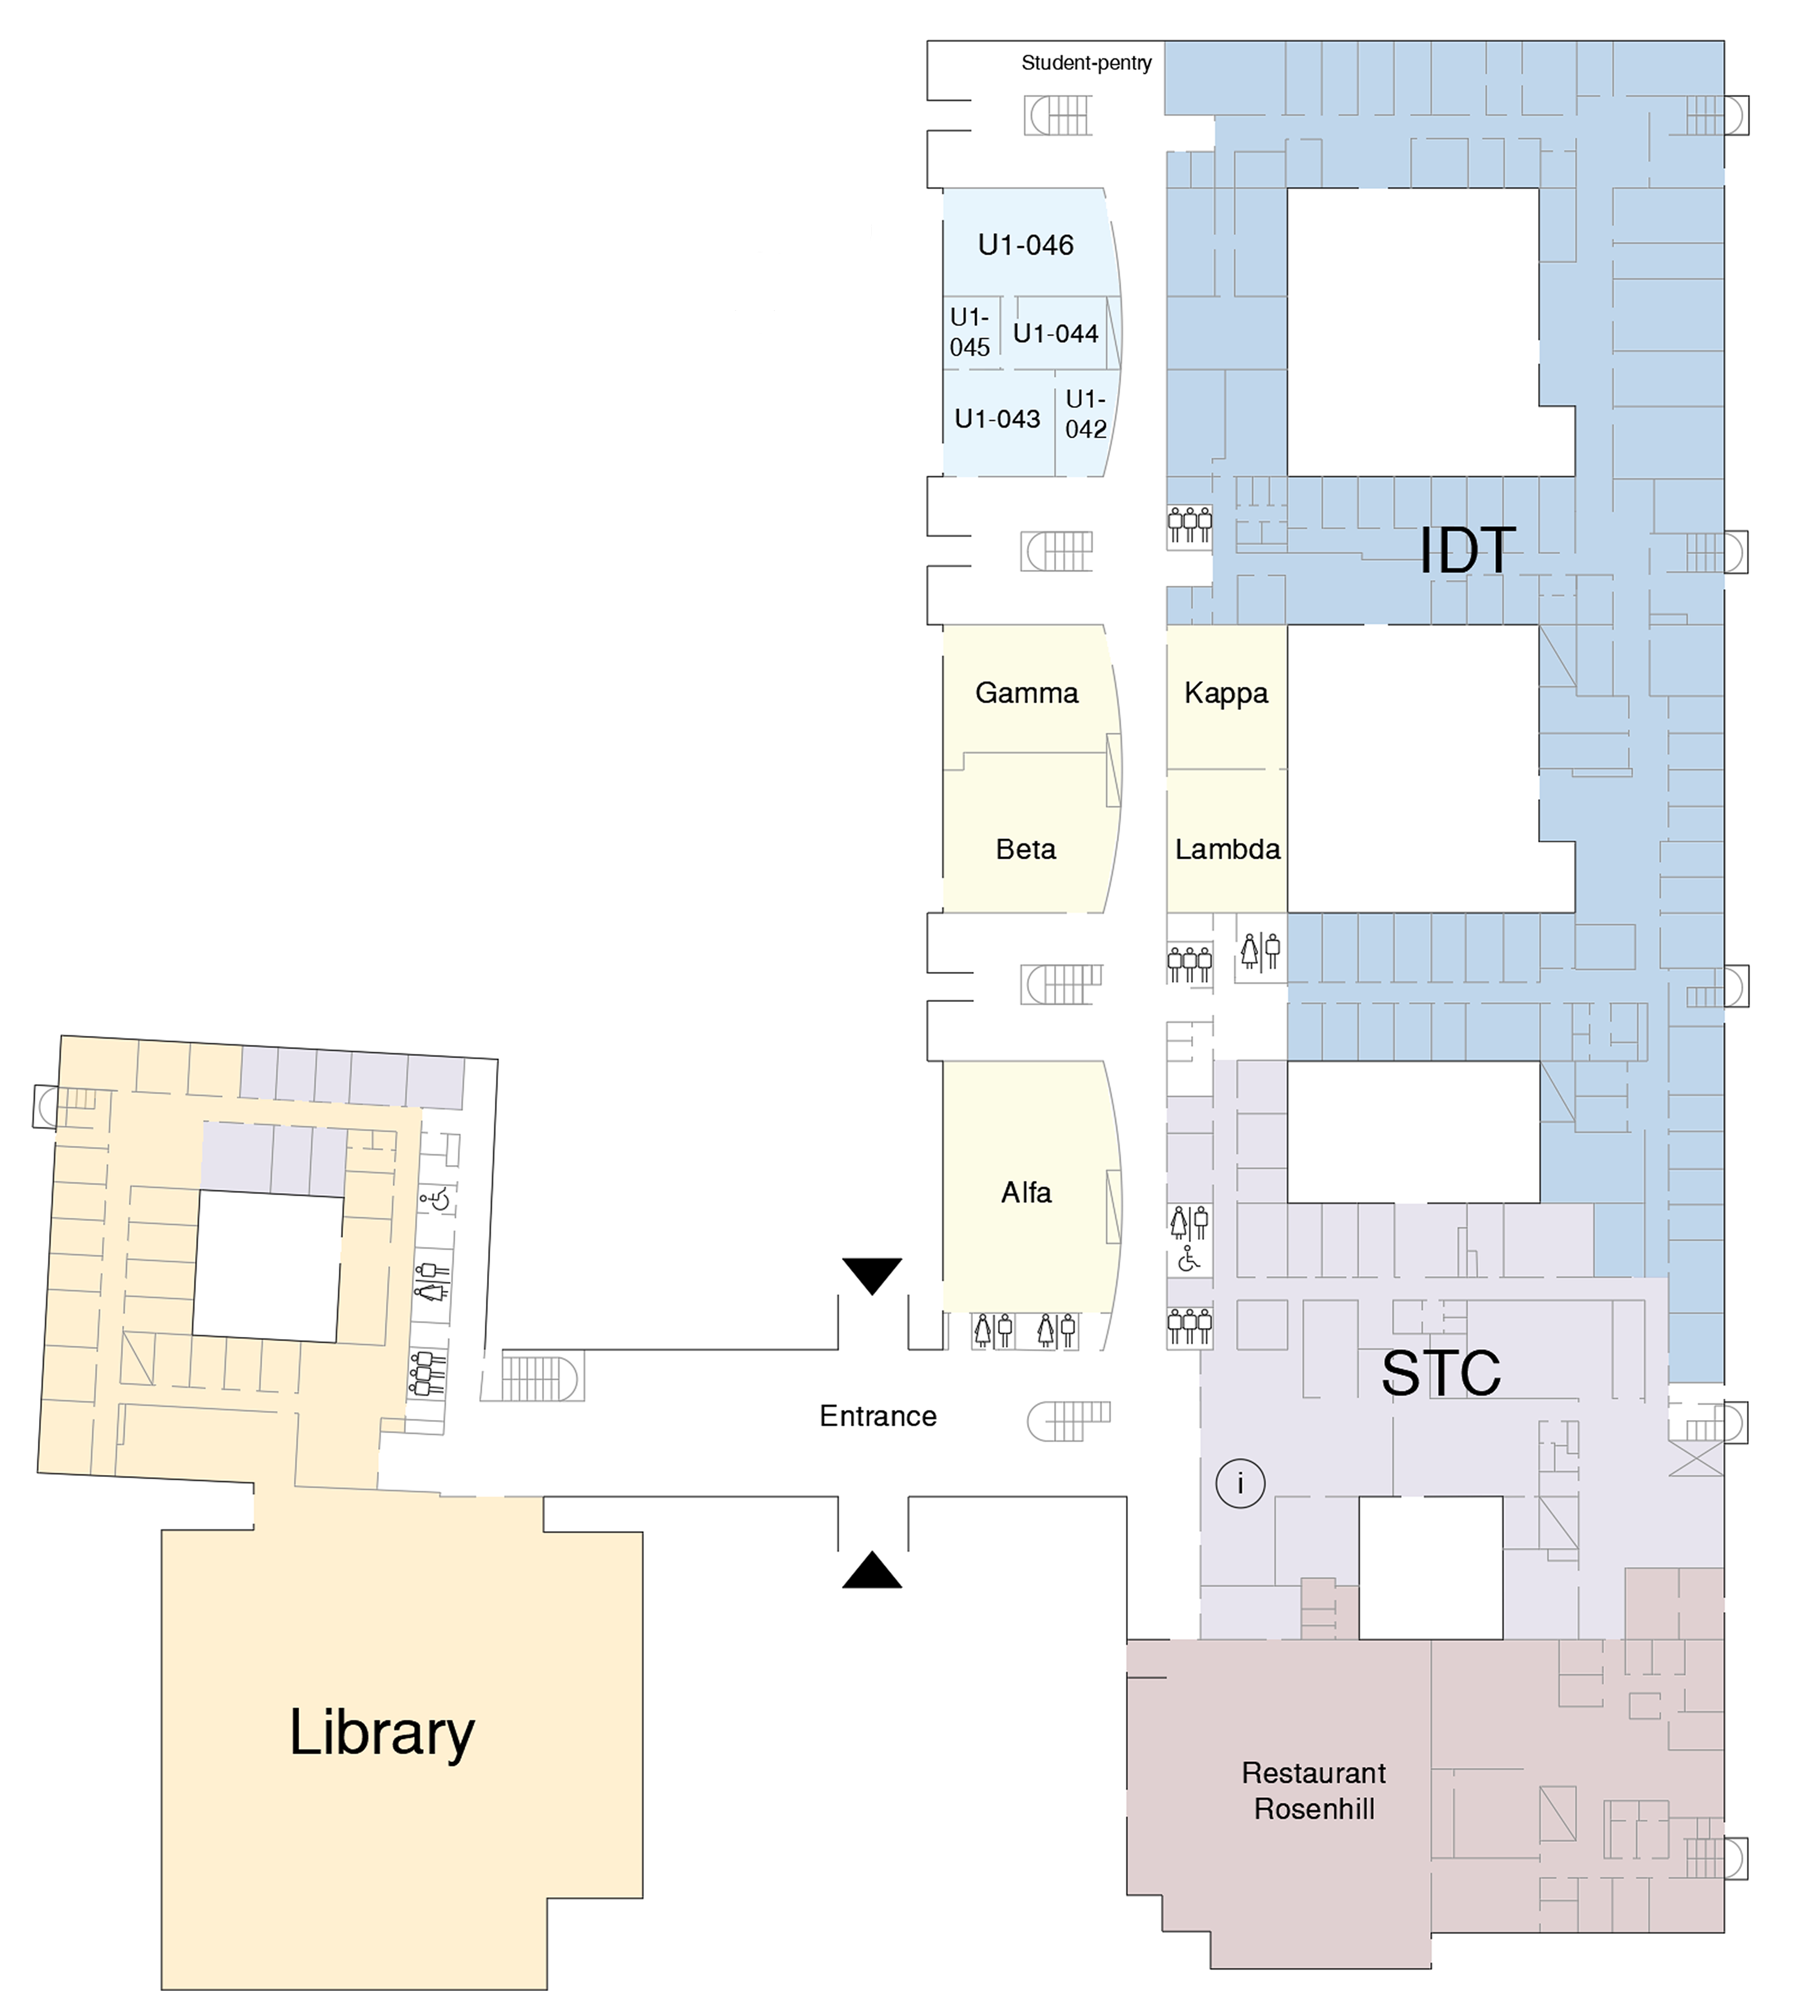 Student-pentry
U1-046
U1-
045
U1-044
U1-043
U1-
042
IDT
Gamma
Kappa
Beta
Lambda
Alfa
STC
Entrance
i
Library
Restaurant
Rosenhill